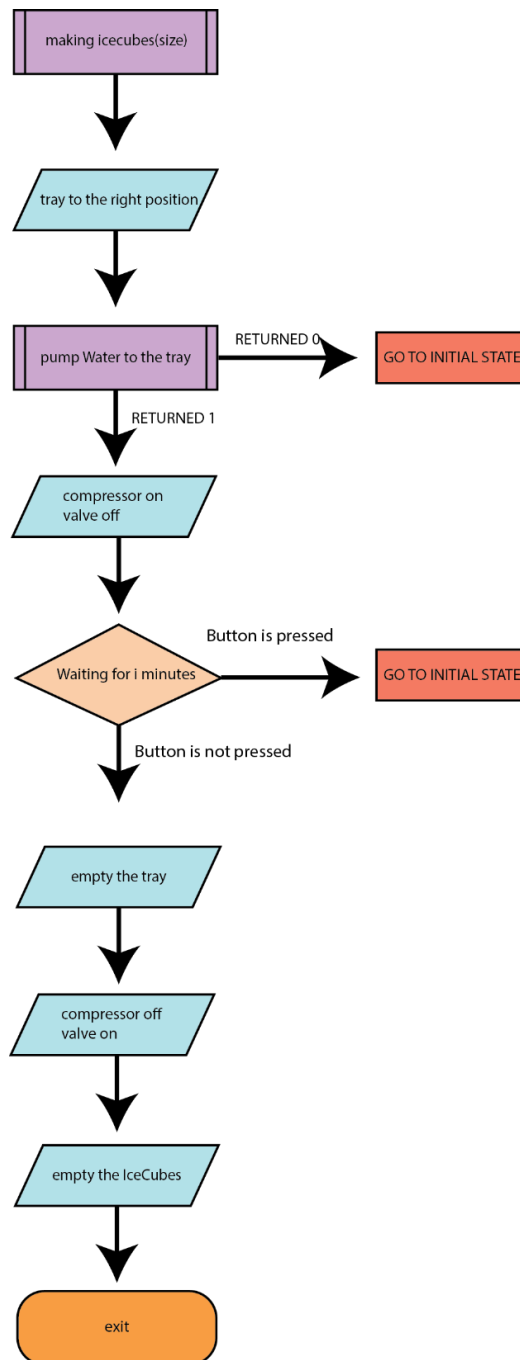 making icecubes(size)
tray to the right position
pump Water to the tray
RETURNED 0
GO TO INITIAL STATE
RETURNED 1
compressor on
valve off
Waiting for i minutes
Button is pressed
GO TO INITIAL STATE
Button is not pressed
empty the tray
compressor off
valve on
empty the IceCubes
exit